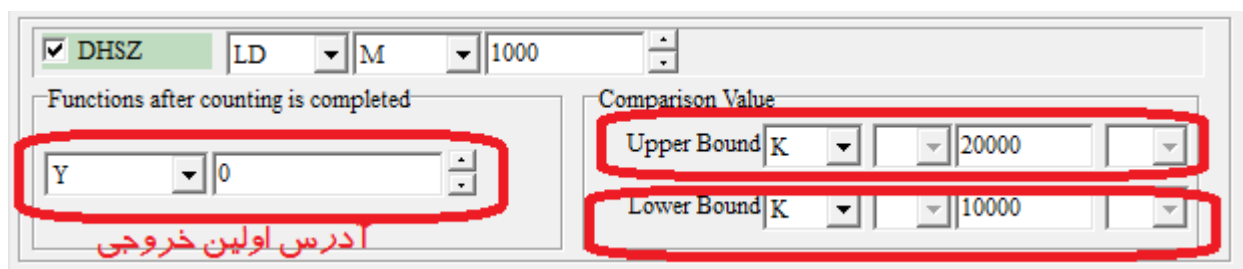 DHSZ LD M 1000
Functions after counting is completed
Y 0
آدرس اولین خروجی
Comparison Value
Upper Bound K 20000
Lower Bound K 10000